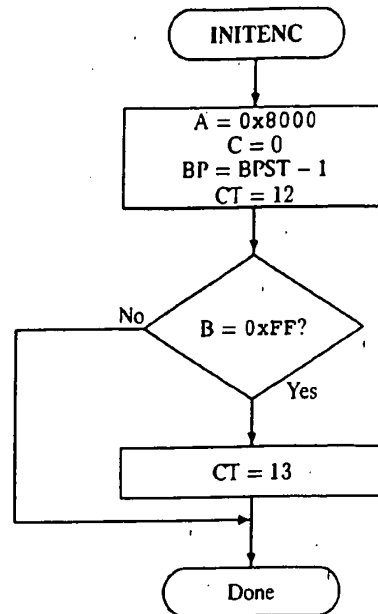 INITENC
A = 0x8000
C = 0
BP = BPST − 1
CT = 12
No
B = 0xFF?
Yes
CT = 13
Done